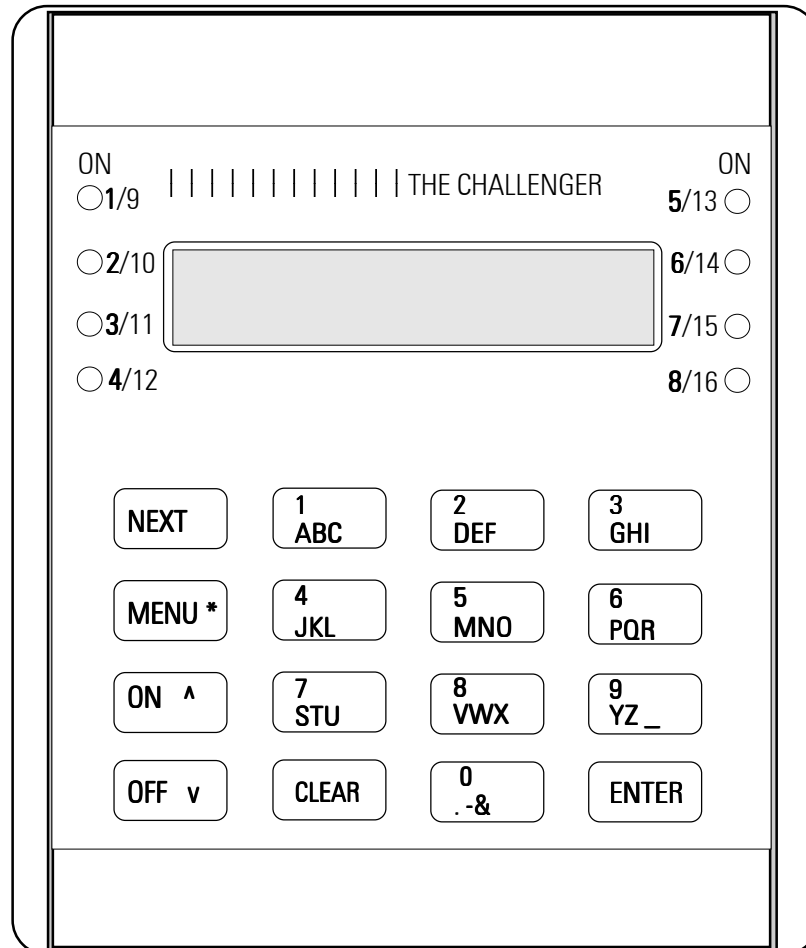 ON ON
1/9 THE CHALLENGER 5/13
2/10 6/14
3/11 7/15
4/12 8/16
NEXT 1 ABC 2 DEF 3 GHI
MENU * 4 JKL 5 MNO 6 PQR
ON ʌ 7 STU 8 VWX 9 YZ _
OFF v CLEAR 0 .-& ENTER